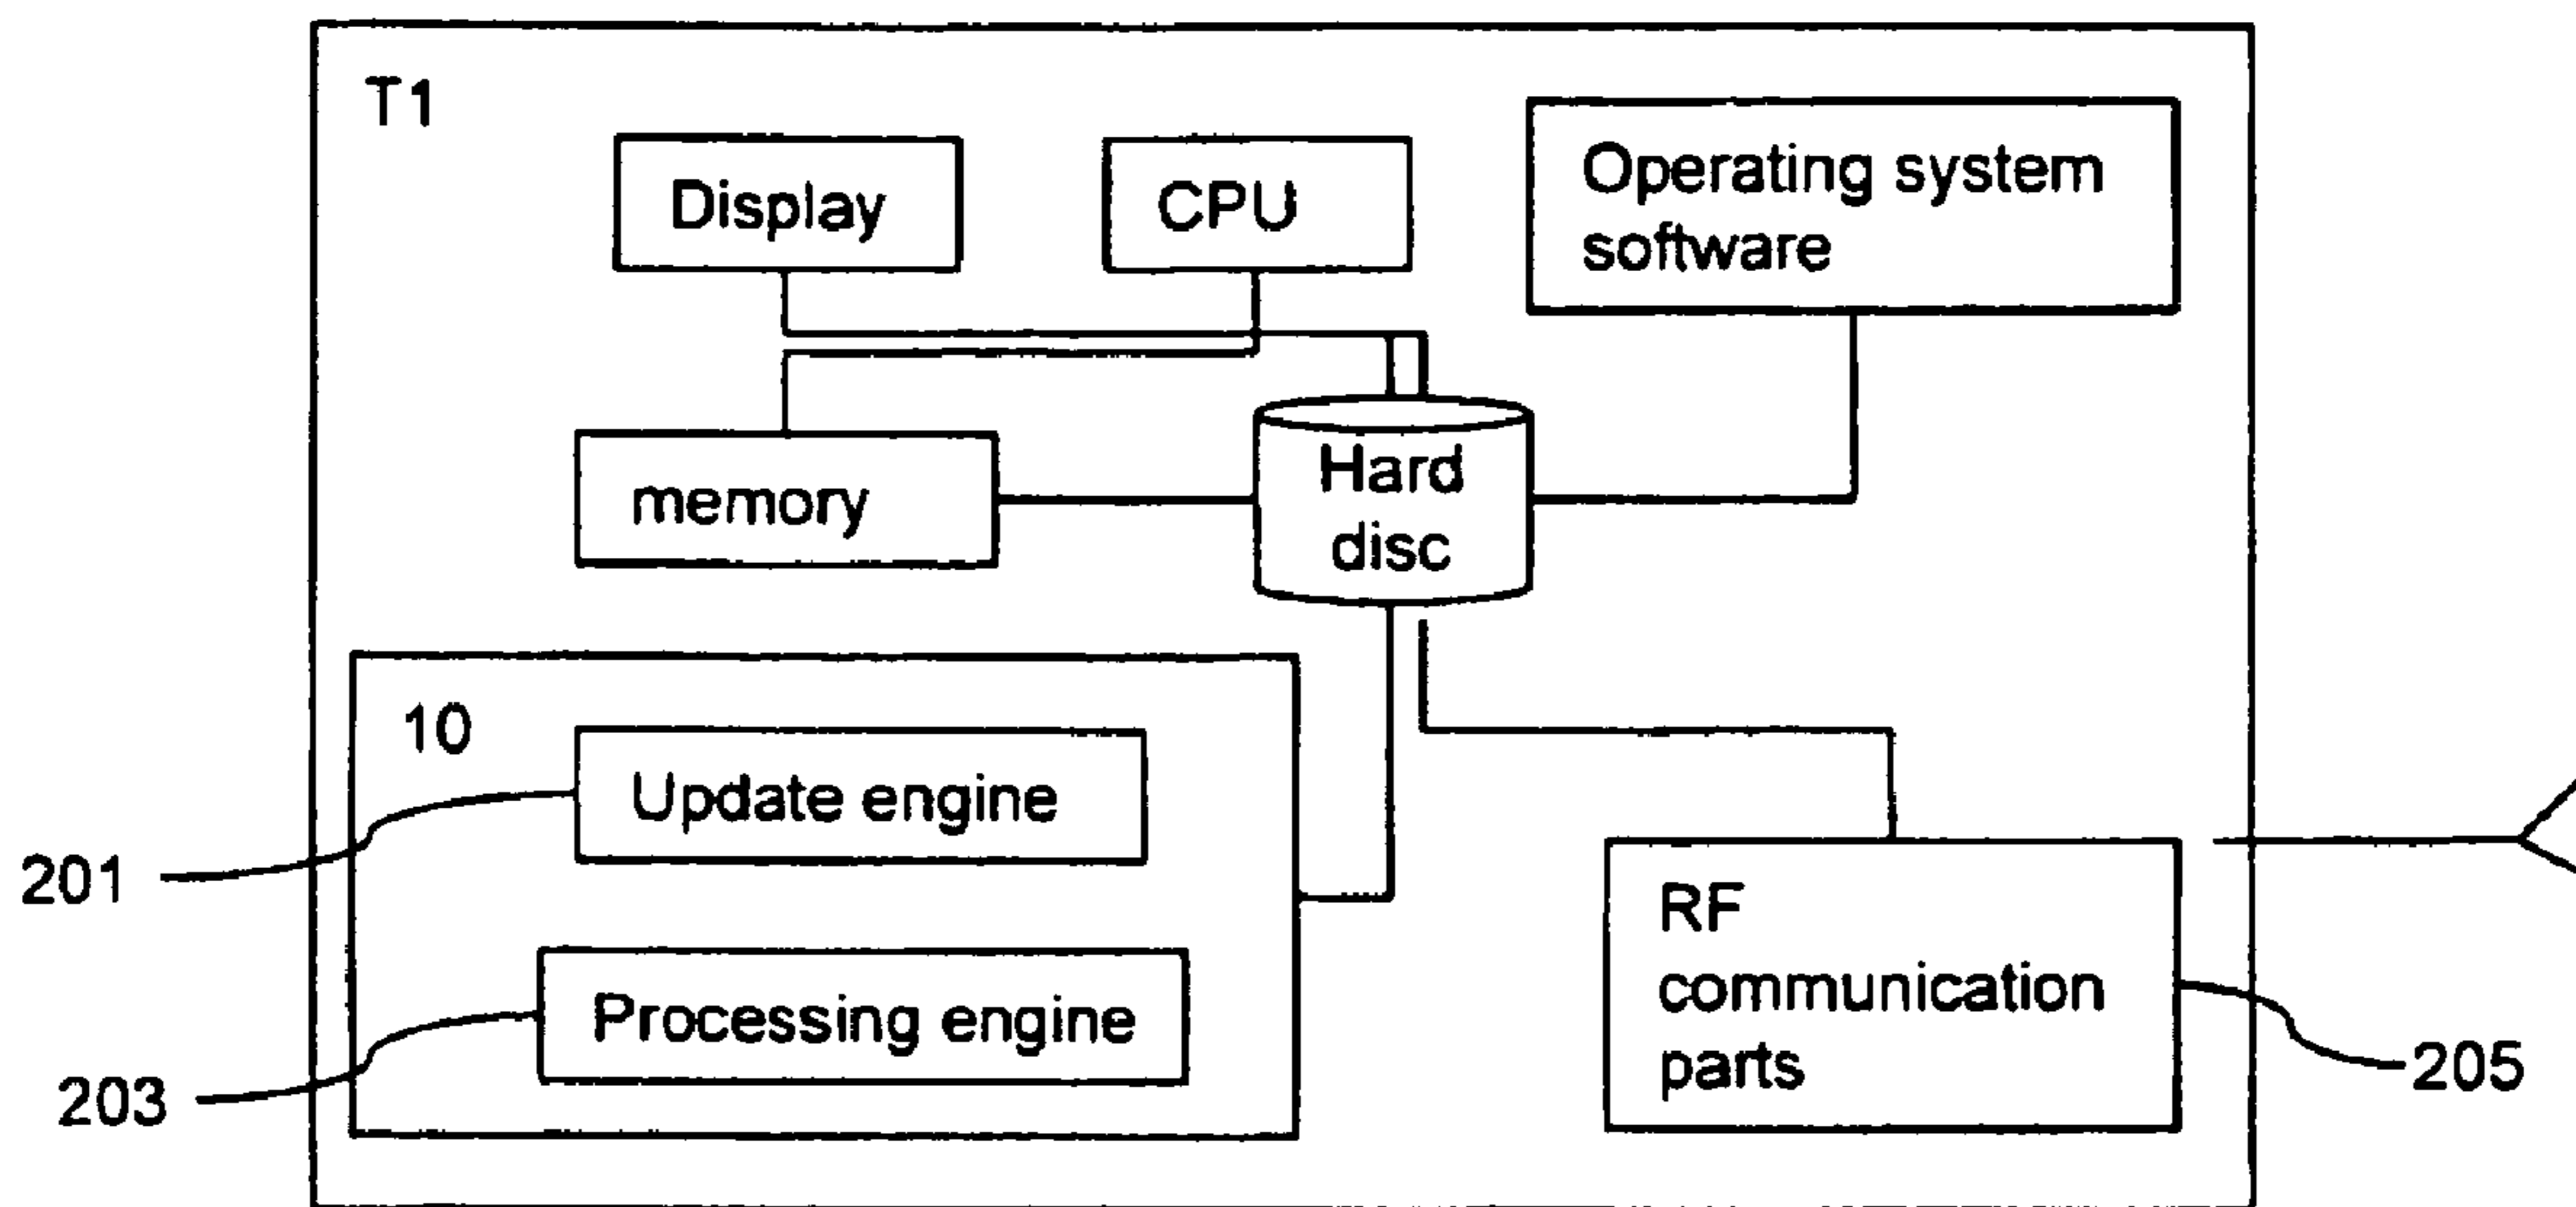 T1
Display
CPU
Operating system
software
memory
Hard
disc
10
Update engine
201
Processing engine
203
RF
communication
parts
205